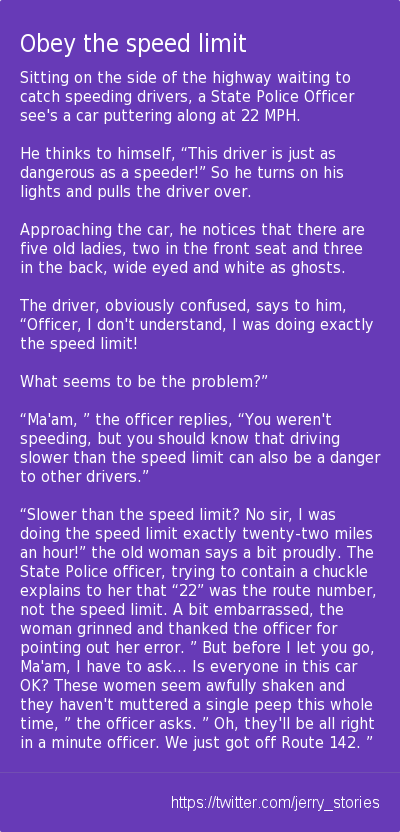 Obey the speed limit
Sitting on the side of the highway waiting to
catch speeding drivers, a State Police Officer
see's a car puttering along at 22 MPH.
He thinks to himself, “This driver is just as
dangerous as a speeder!” So he turns on his
lights and pulls the driver over.
Approaching the car, he notices that there are
five old ladies, two in the front seat and three
in the back, wide eyed and white as ghosts.
The driver, obviously confused, says to him,
“Officer, I don't understand, I was doing exactly
the speed limit!
What seems to be the problem?”
“Ma'am, ” the officer replies, “You weren't
speeding, but you should know that driving
slower than the speed limit can also be a danger
to other drivers.”
“Slower than the speed limit? No sir, I was
doing the speed limit exactly twenty-two miles
an hour!” the old woman says a bit proudly. The
State Police officer, trying to contain a chuckle
explains to her that “22” was the route number,
not the speed limit. A bit embarrassed, the
woman grinned and thanked the officer for
pointing out her error. ” But before I let you go,
Ma'am, I have to ask... Is everyone in this car
OK? These women seem awfully shaken and
they haven't muttered a single peep this whole
time, ” the officer asks. ” Oh, they'll be all right
in a minute officer. We just got off Route 142. ”
https://twitter.com/jerry_stories